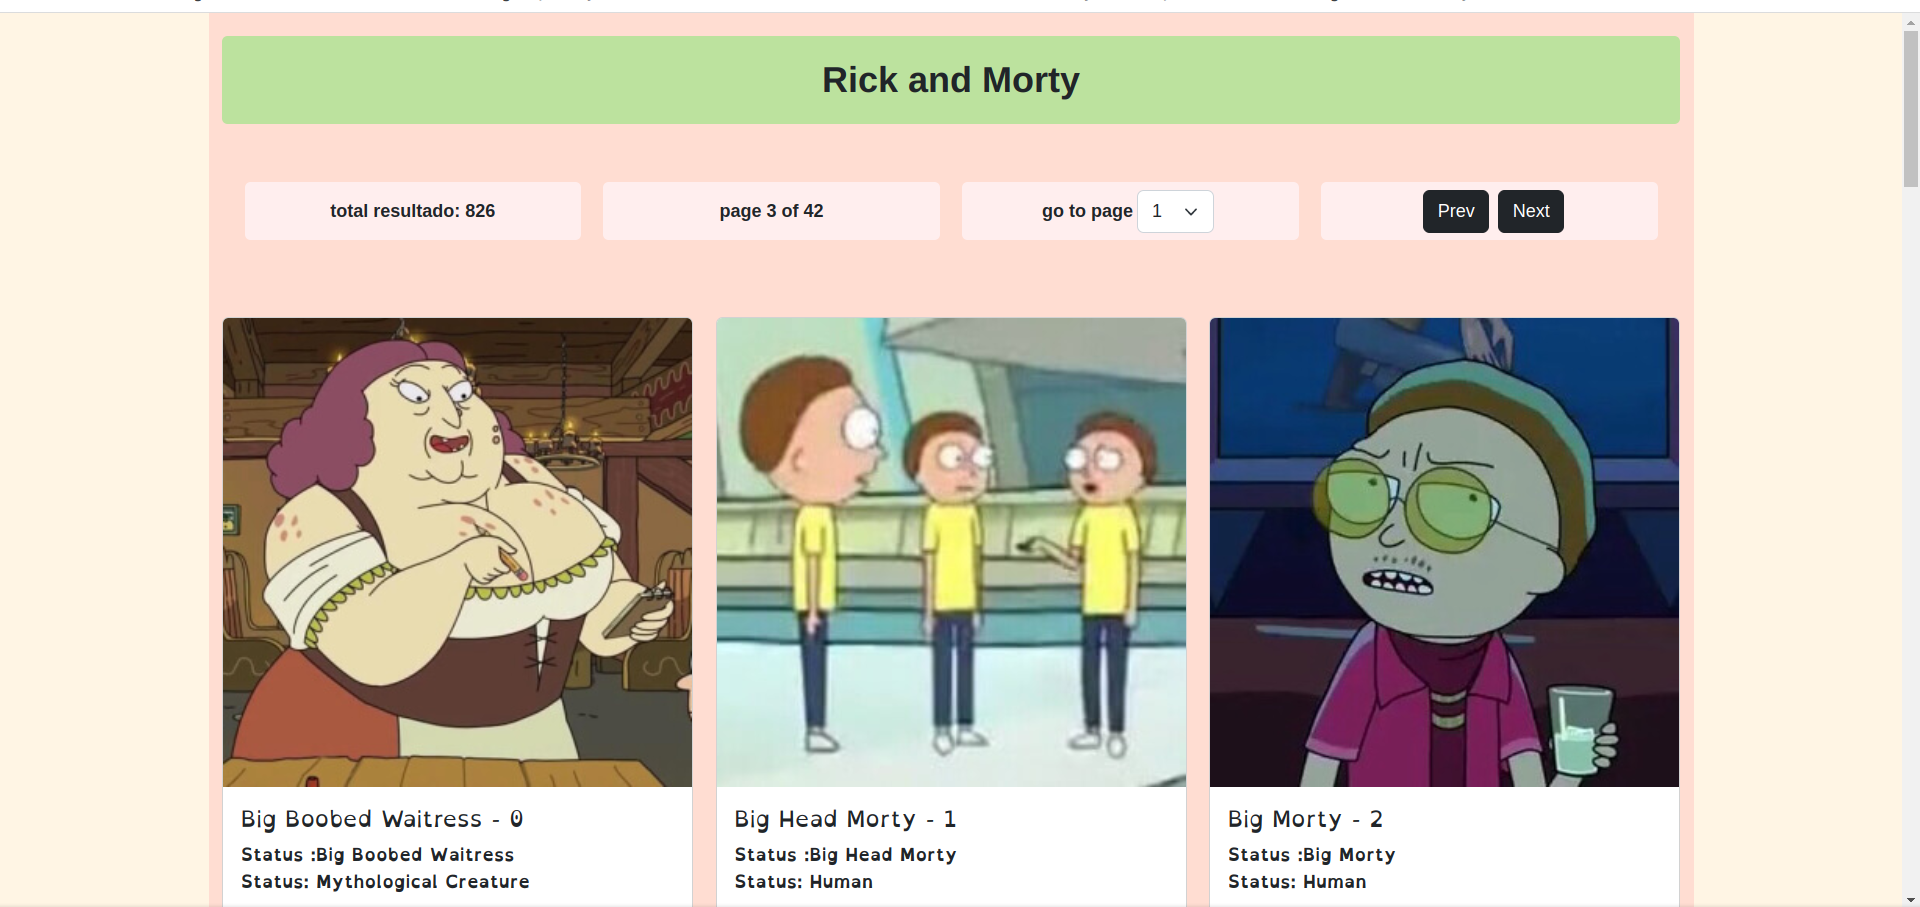 Rick and Morty
total resultado: 826
page 3 of 42
go to page 1
Prev Next
Big Boobed Waitress - 0
Status :Big Boobed Waitress
Status: Mythological Creature
Big Head Morty - 1
Status :Big Head Morty
Status: Human
Big Morty - 2
Status :Big Morty
Status: Human